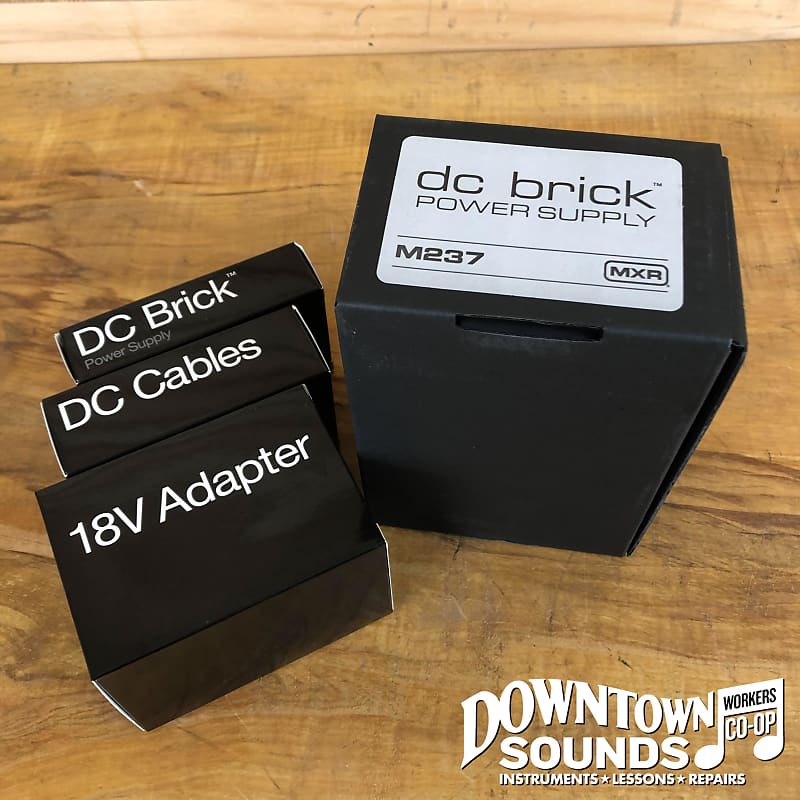 dc brick™
POWER SUPPLY
M237
MXR
DC Brick™
Power Supply
DC Cables
18V Adapter
DOWNTOWN
SOUNDS
WORKERS
CO-OP
INSTRUMENTS★LESSONS★REPAIRS